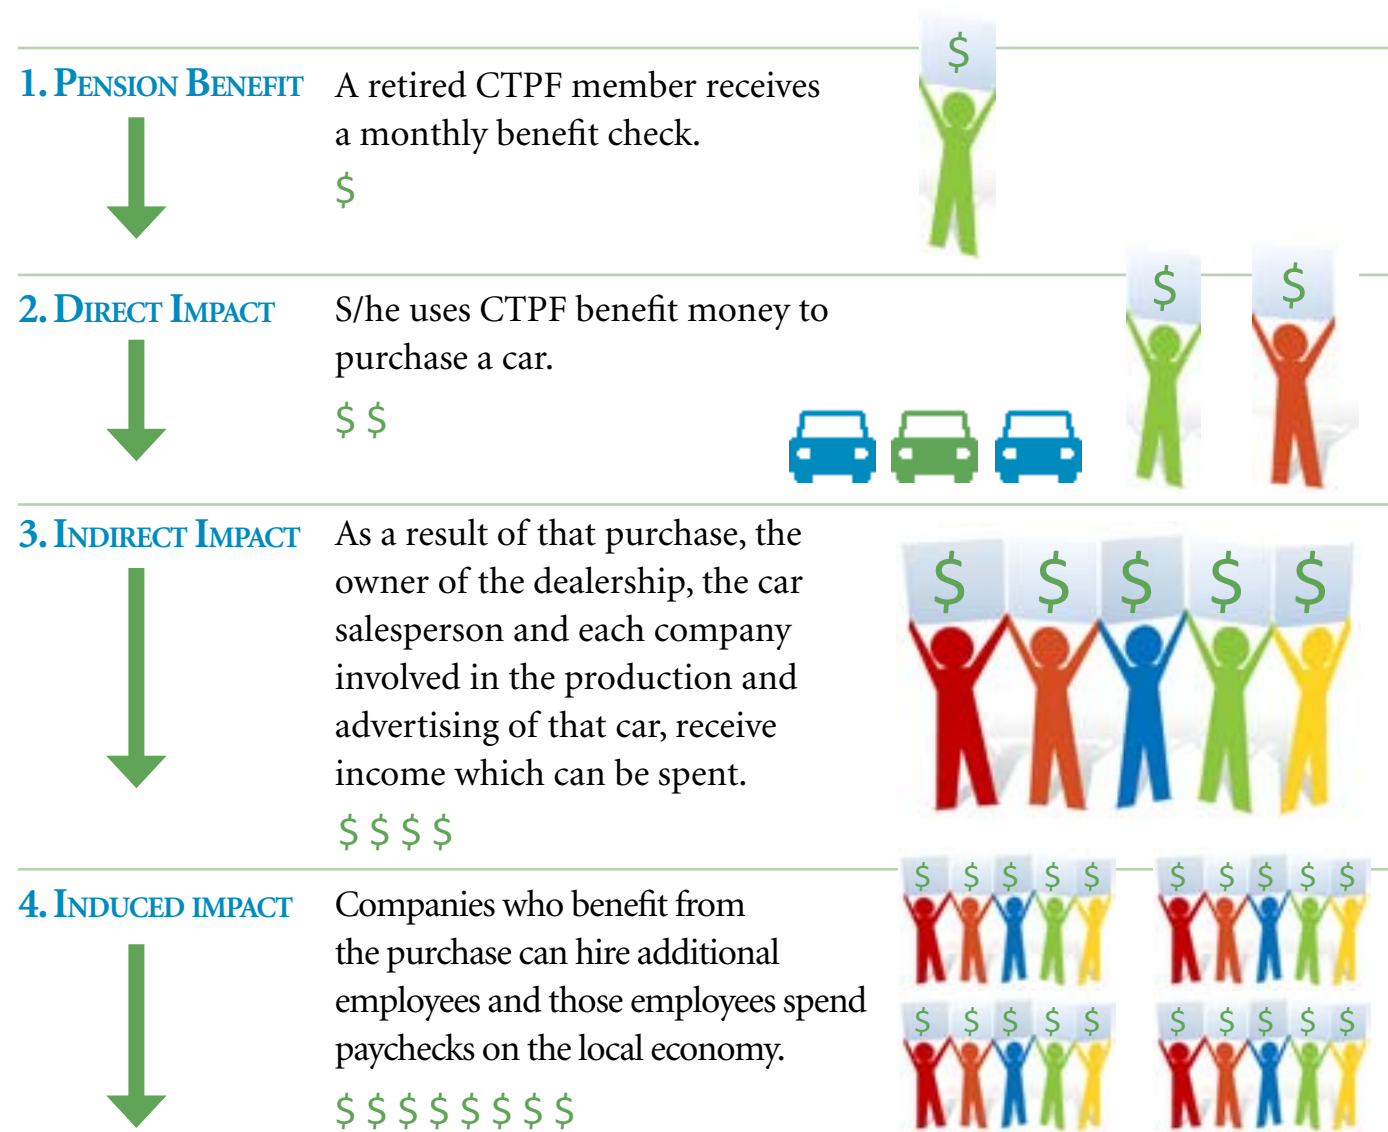 $
1. Pension Benefit
A retired CTPF member receives
a monthly benefit check.
$
$ $
2. Direct Impact
S/he uses CTPF benefit money to
purchase a car.
$ $
3. Indirect Impact
As a result of that purchase, the
owner of the dealership, the car
salesperson and each company
involved in the production and
advertising of that car, receive
income which can be spent.
$ $ $ $ $
$ $ $ $
4. Induced impact
Companies who benefit from
the purchase can hire additional
employees and those employees spend
paychecks on the local economy.
$ $ $ $ $ $ $ $ $ $
$ $ $ $ $ $ $ $ $ $
$ $ $ $ $ $ $ $